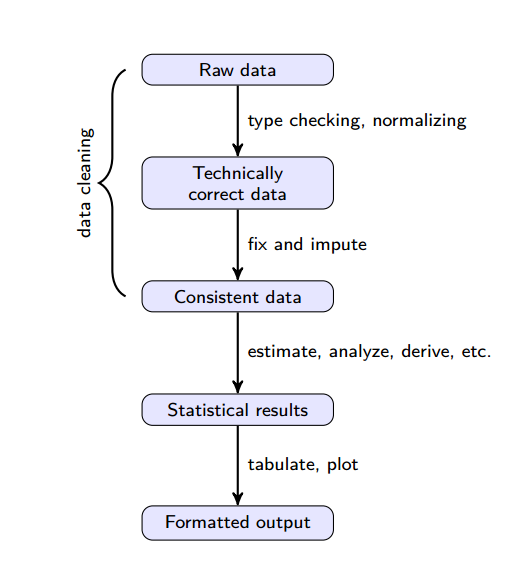 Raw data
type checking, normalizing
data cleaning
Technically
correct data
fix and impute
Consistent data
estimate, analyze, derive, etc.
Statistical results
tabulate, plot
Formatted output